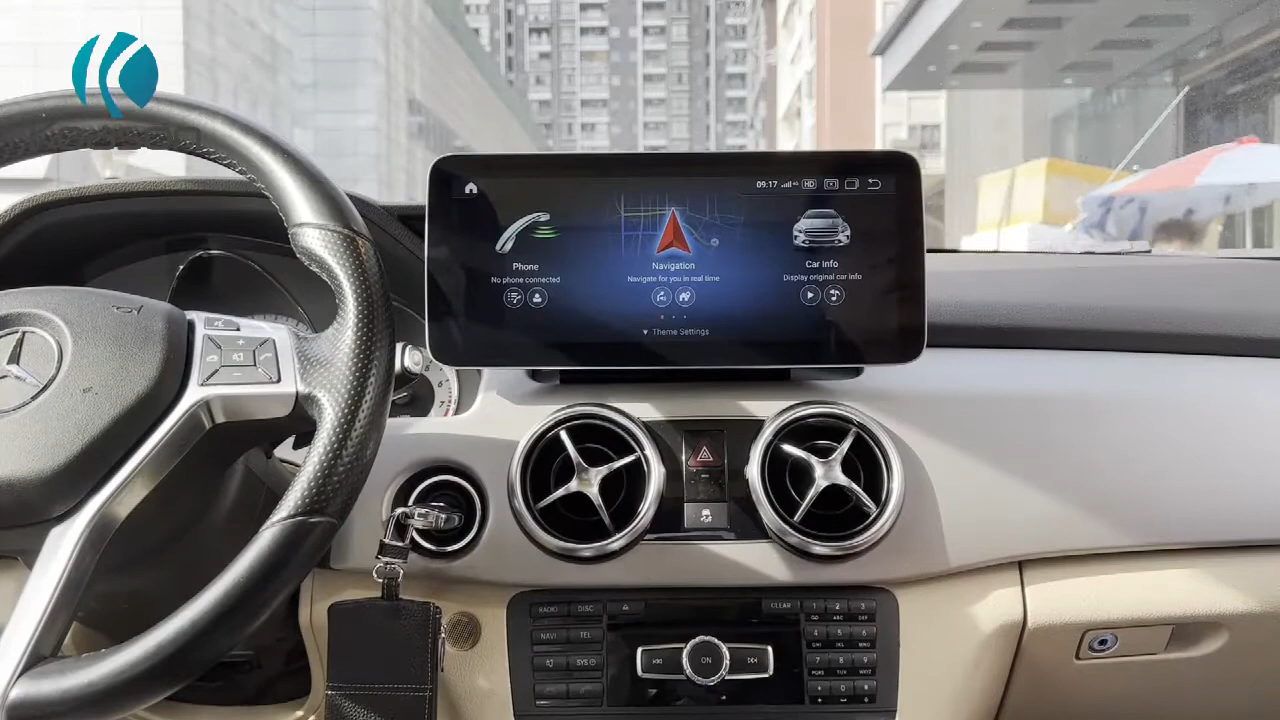 09:17 4G HD
Phone
No phone connected
Navigation
Navigate for you in real time
Car Info
Display original car info
Theme Settings
RADIO DISC
CLEAR
1 2 3
ABC DEF
NAVI TEL
4 5 6
GHI JKL MNO
SYS
ON
7 8 9
PQRS TUV WXYZ
* 0 #